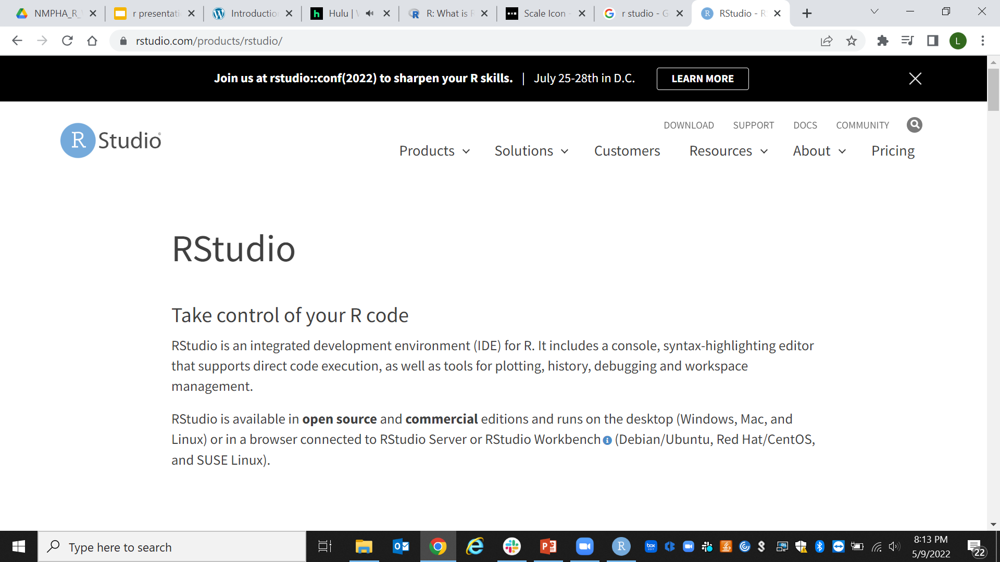 NMPHA_R_
r presentati
Introduction
Hulu |
R: What is R
Scale Icon -
r studio - G
RStudio - R
rstudio.com/products/rstudio/
L
Join us at rstudio::conf(2022) to sharpen your R skills. | July 25-28th in D.C. LEARN MORE
DOWNLOAD SUPPORT DOCS COMMUNITY
R Studio®
Products Solutions Customers Resources About Pricing
RStudio
Take control of your R code
RStudio is an integrated development environment (IDE) for R. It includes a console, syntax-highlighting editor
that supports direct code execution, as well as tools for plotting, history, debugging and workspace
management.
RStudio is available in open source and commercial editions and runs on the desktop (Windows, Mac, and
Linux) or in a browser connected to RStudio Server or RStudio Workbench (Debian/Ubuntu, Red Hat/CentOS,
and SUSE Linux).
Type here to search
8:13 PM
5/9/2022
22